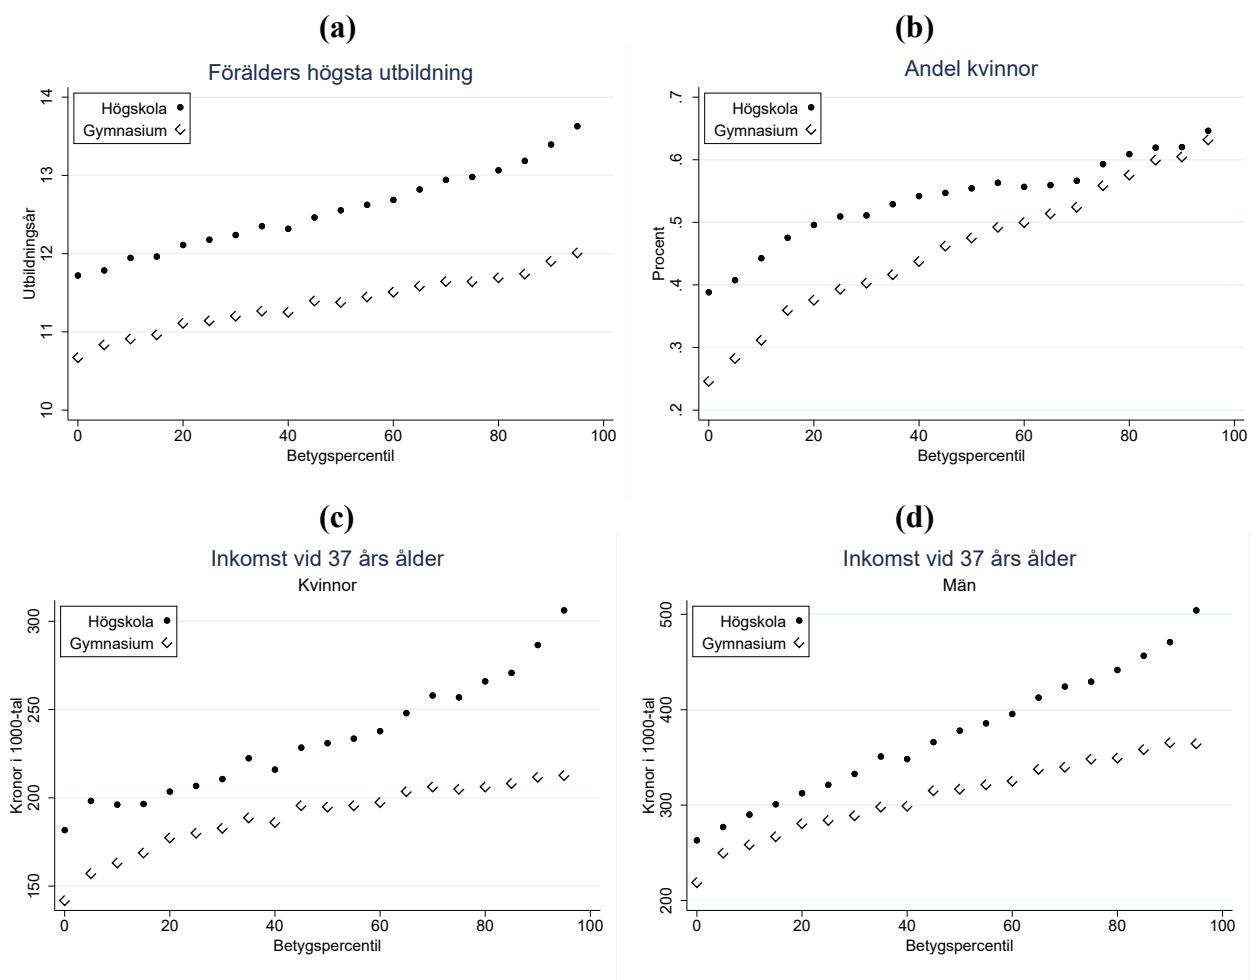 (a)
Förälders högsta utbildning
Högskola
Gymnasium
Utbildningsår
14
13
12
11
10
0 20 40 60 80 100
Betygspercentil
(b)
Andel kvinnor
Högskola
Gymnasium
Procent
.7
.6
.5
.4
.3
.2
0 20 40 60 80 100
Betygspercentil
(c)
Inkomst vid 37 års ålder
Kvinnor
Högskola
Gymnasium
Kronor i 1000-tal
300
250
200
150
0 20 40 60 80 100
Betygspercentil
(d)
Inkomst vid 37 års ålder
Män
Högskola
Gymnasium
Kronor i 1000-tal
500
400
300
200
0 20 40 60 80 100
Betygspercentil